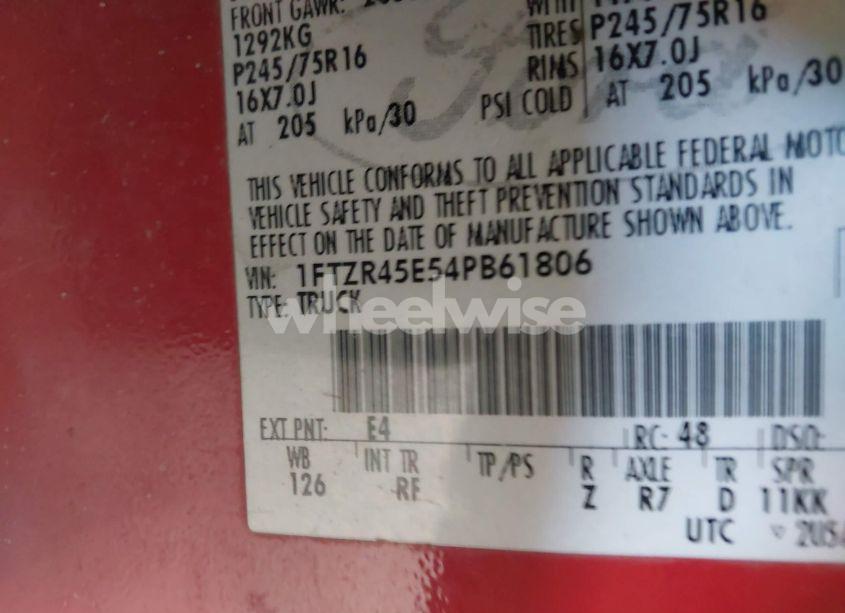 FRONT GAWR:
1292KG WITH
P245/75R16 TIRES P245/75R16
16X7.0J RIMS 16X7.0J
AT 205 kPa/30 PSI COLD AT 205 kPa/30
THIS VEHICLE CONFORMS TO ALL APPLICABLE FEDERAL MOTO
VEHICLE SAFETY AND THEFT PREVENTION STANDARDS IN
EFFECT ON THE DATE OF MANUFACTURE SHOWN ABOVE.
VIN: 1FTZR45E54PB61806
TYPE: TRUCK
wheelwise
EXT PNT: E4 RC: 48 DSO:
WB INT TR TP/PS R AXLE TR SPR
126 RF Z R7 D 11KK
UTC